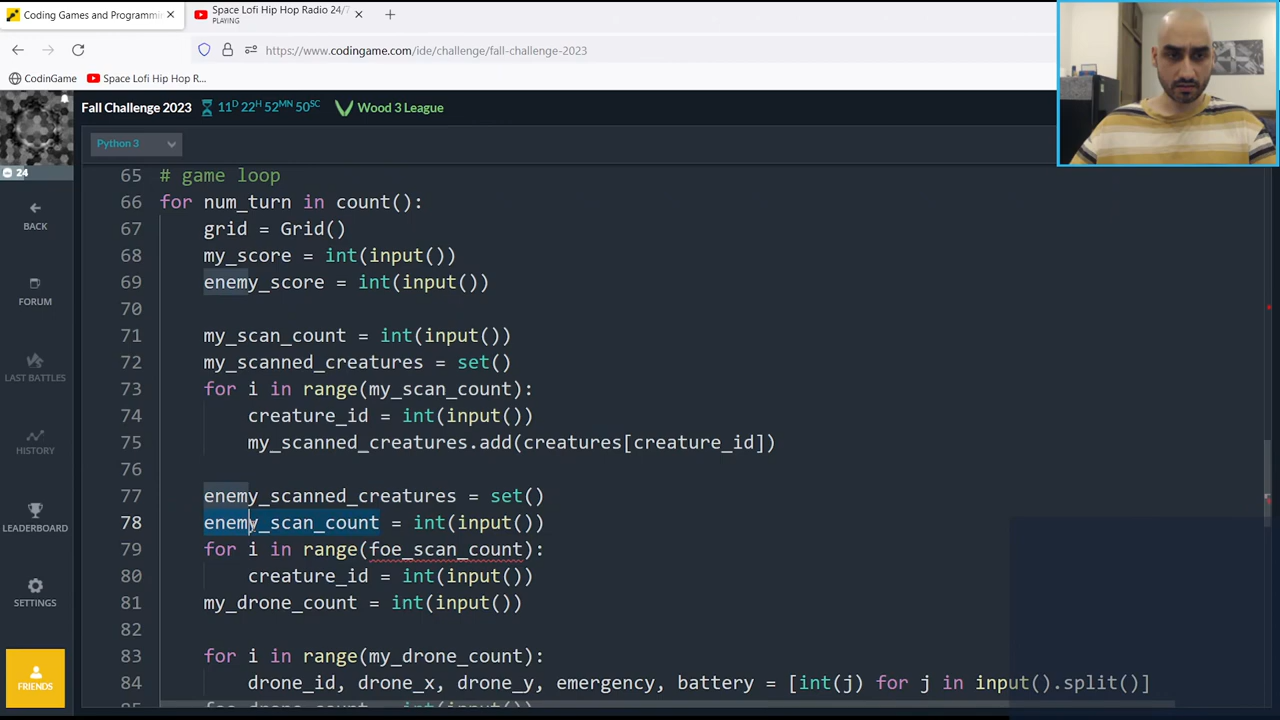 Coding Games and Programmi
Space Lofi Hip Hop Radio 24/7
PLAYING
https://www.codingame.com/ide/challenge/fall-challenge-2023
CodinGame
Space Lofi Hip Hop R...
Fall Challenge 2023
11D 22H 52MN 50SC
Wood 3 League
Python 3
24
BACK
FORUM
LAST BATTLES
HISTORY
LEADERBOARD
SETTINGS
FRIENDS
65 # game loop
66 for num_turn in count():
67 grid = Grid()
68 my_score = int(input())
69 enemy_score = int(input())
70
71 my_scan_count = int(input())
72 my_scanned_creatures = set()
73 for i in range(my_scan_count):
74 creature_id = int(input())
75 my_scanned_creatures.add(creatures[creature_id])
76
77 enemy_scanned_creatures = set()
78 enemy_scan_count = int(input())
79 for i in range(foe_scan_count):
80 creature_id = int(input())
81 my_drone_count = int(input())
82
83 for i in range(my_drone_count):
84 drone_id, drone_x, drone_y, emergency, battery = [int(j) for j in input().split()]